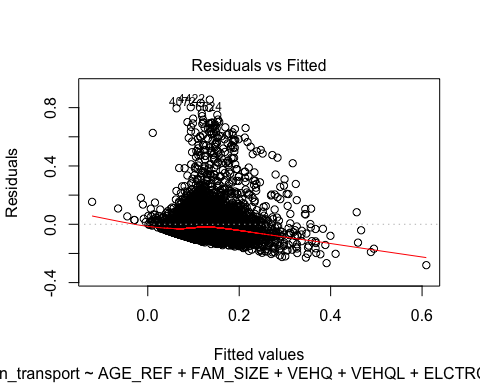 Residuals vs Fitted
Residuals
0.8
0.4
0.0
-0.4
4422
0.0
0.2
0.4
0.6
Fitted values
n_transport ~ AGE_REF + FAM_SIZE + VEHQ + VEHQL + ELCTRC